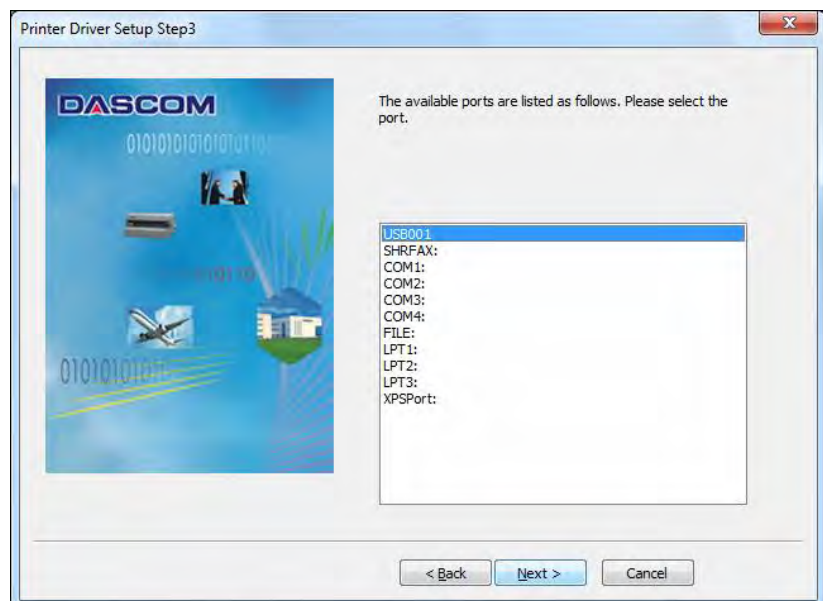 Printer Driver Setup Step3
DASCOM
The available ports are listed as follows. Please select the
port.
USB001
SHRFAX:
COM1:
COM2:
COM3:
COM4:
FILE:
LPT1:
LPT2:
LPT3:
XPSPort:
< Back
Next >
Cancel